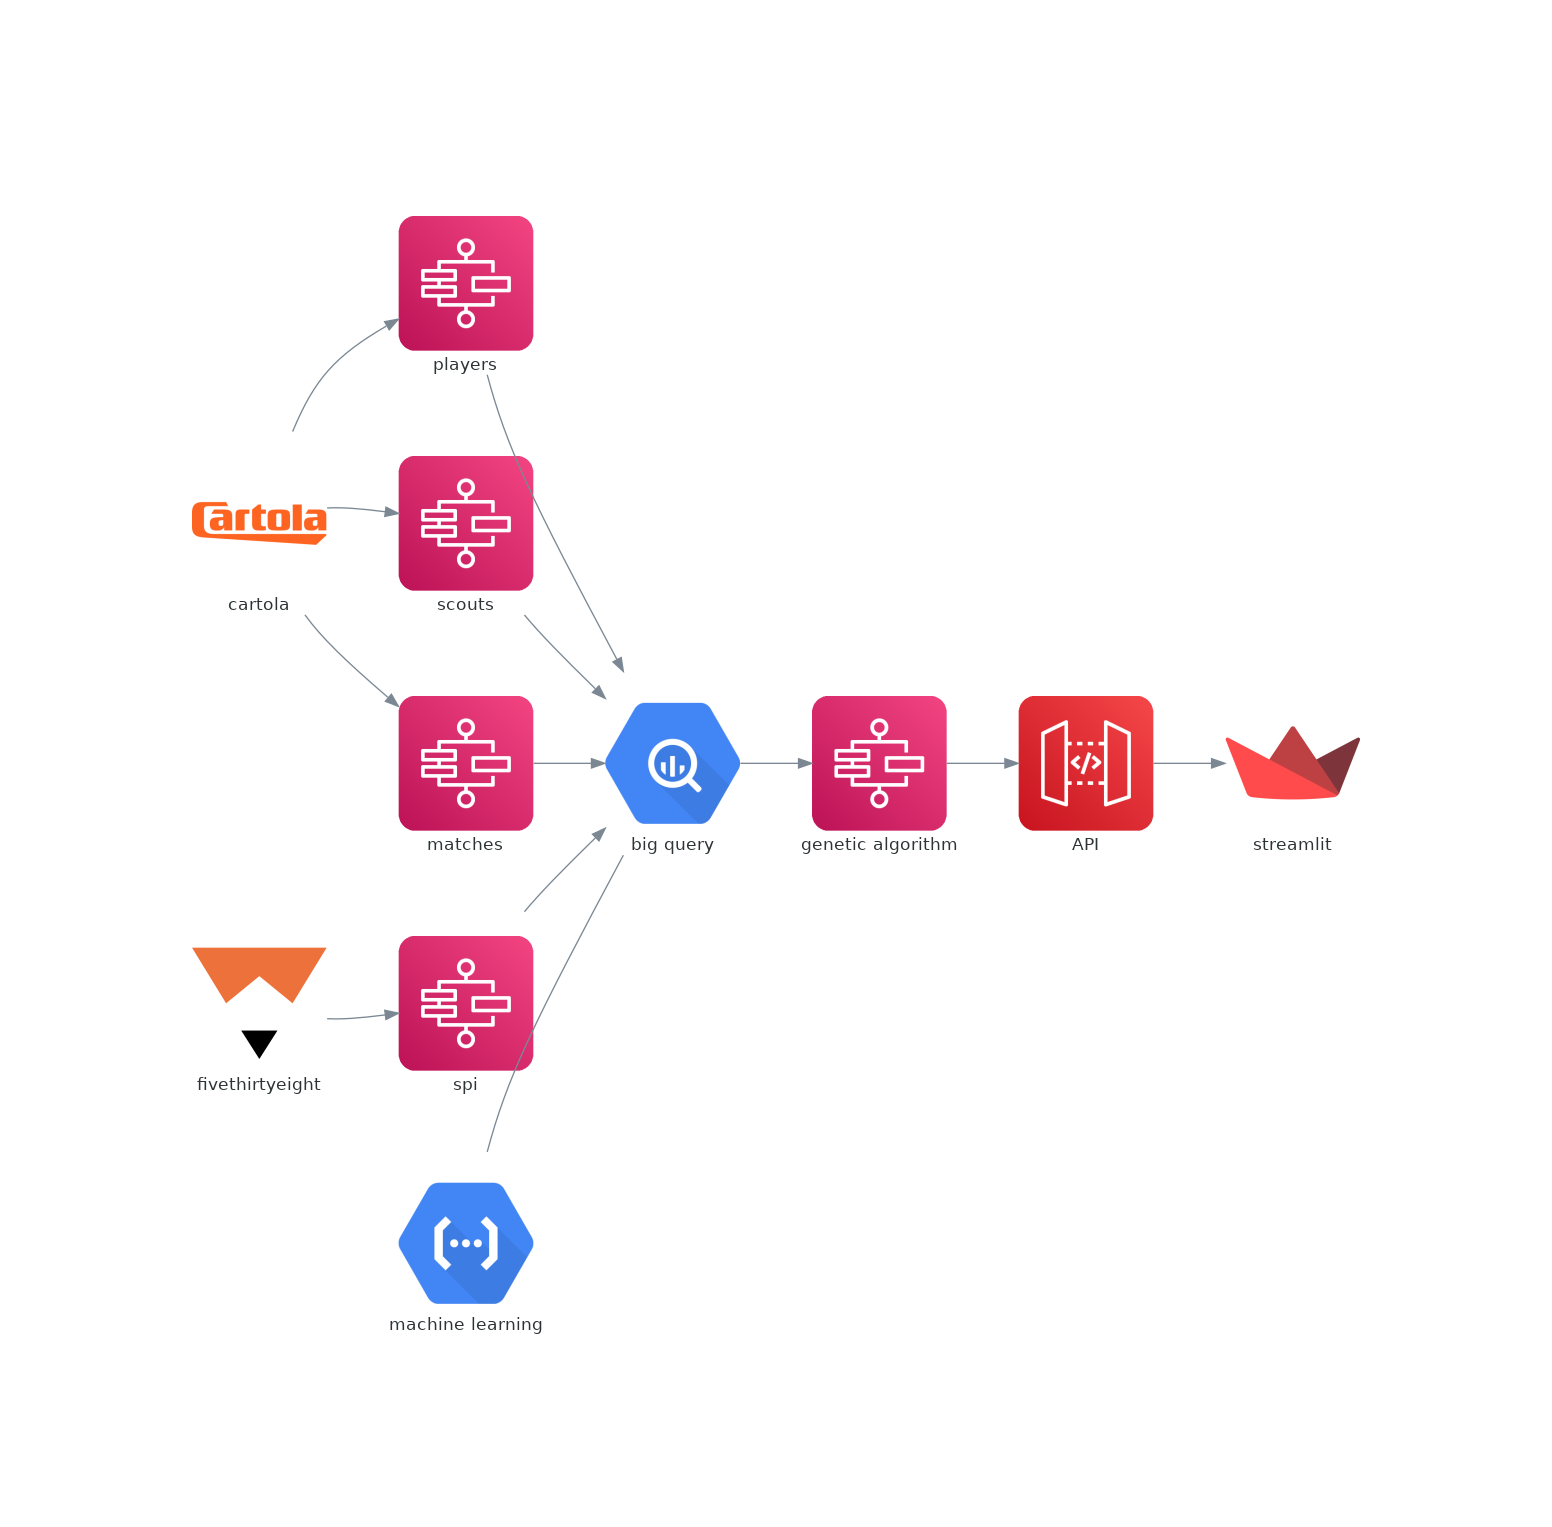 players
Cartola
cartola
scouts
matches
big query
genetic algorithm
API
streamlit
fivethirtyeight
spi
machine learning